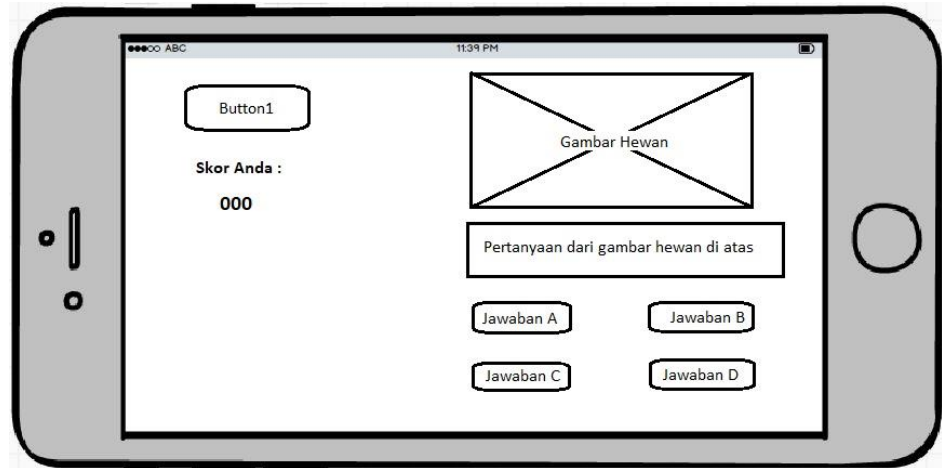 ABC
11:39 PM
Button1
Skor Anda :
000
Gambar Hewan
Pertanyaan dari gambar hewan di atas
Jawaban A
Jawaban B
Jawaban C
Jawaban D